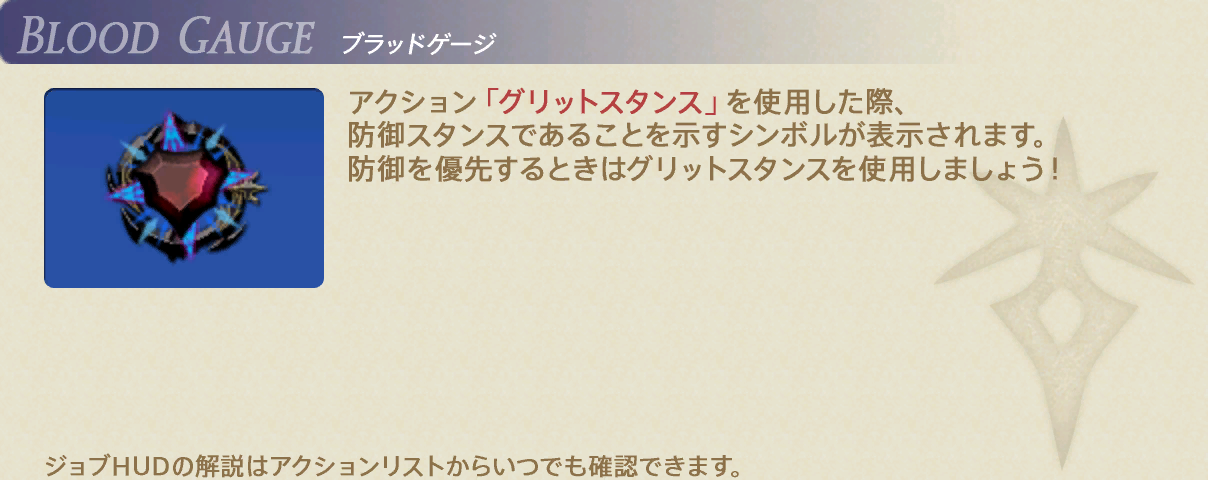 BLOOD GAUGE ブラッドゲージ
アクション「グリットスタンス」を使用した際、
防御スタンスであることを示すシンボルが表示されます。
防御を優先するときはグリットスタンスを使用しましょう！
ジョブHUDの解説はアクションリストからいつでも確認できます。